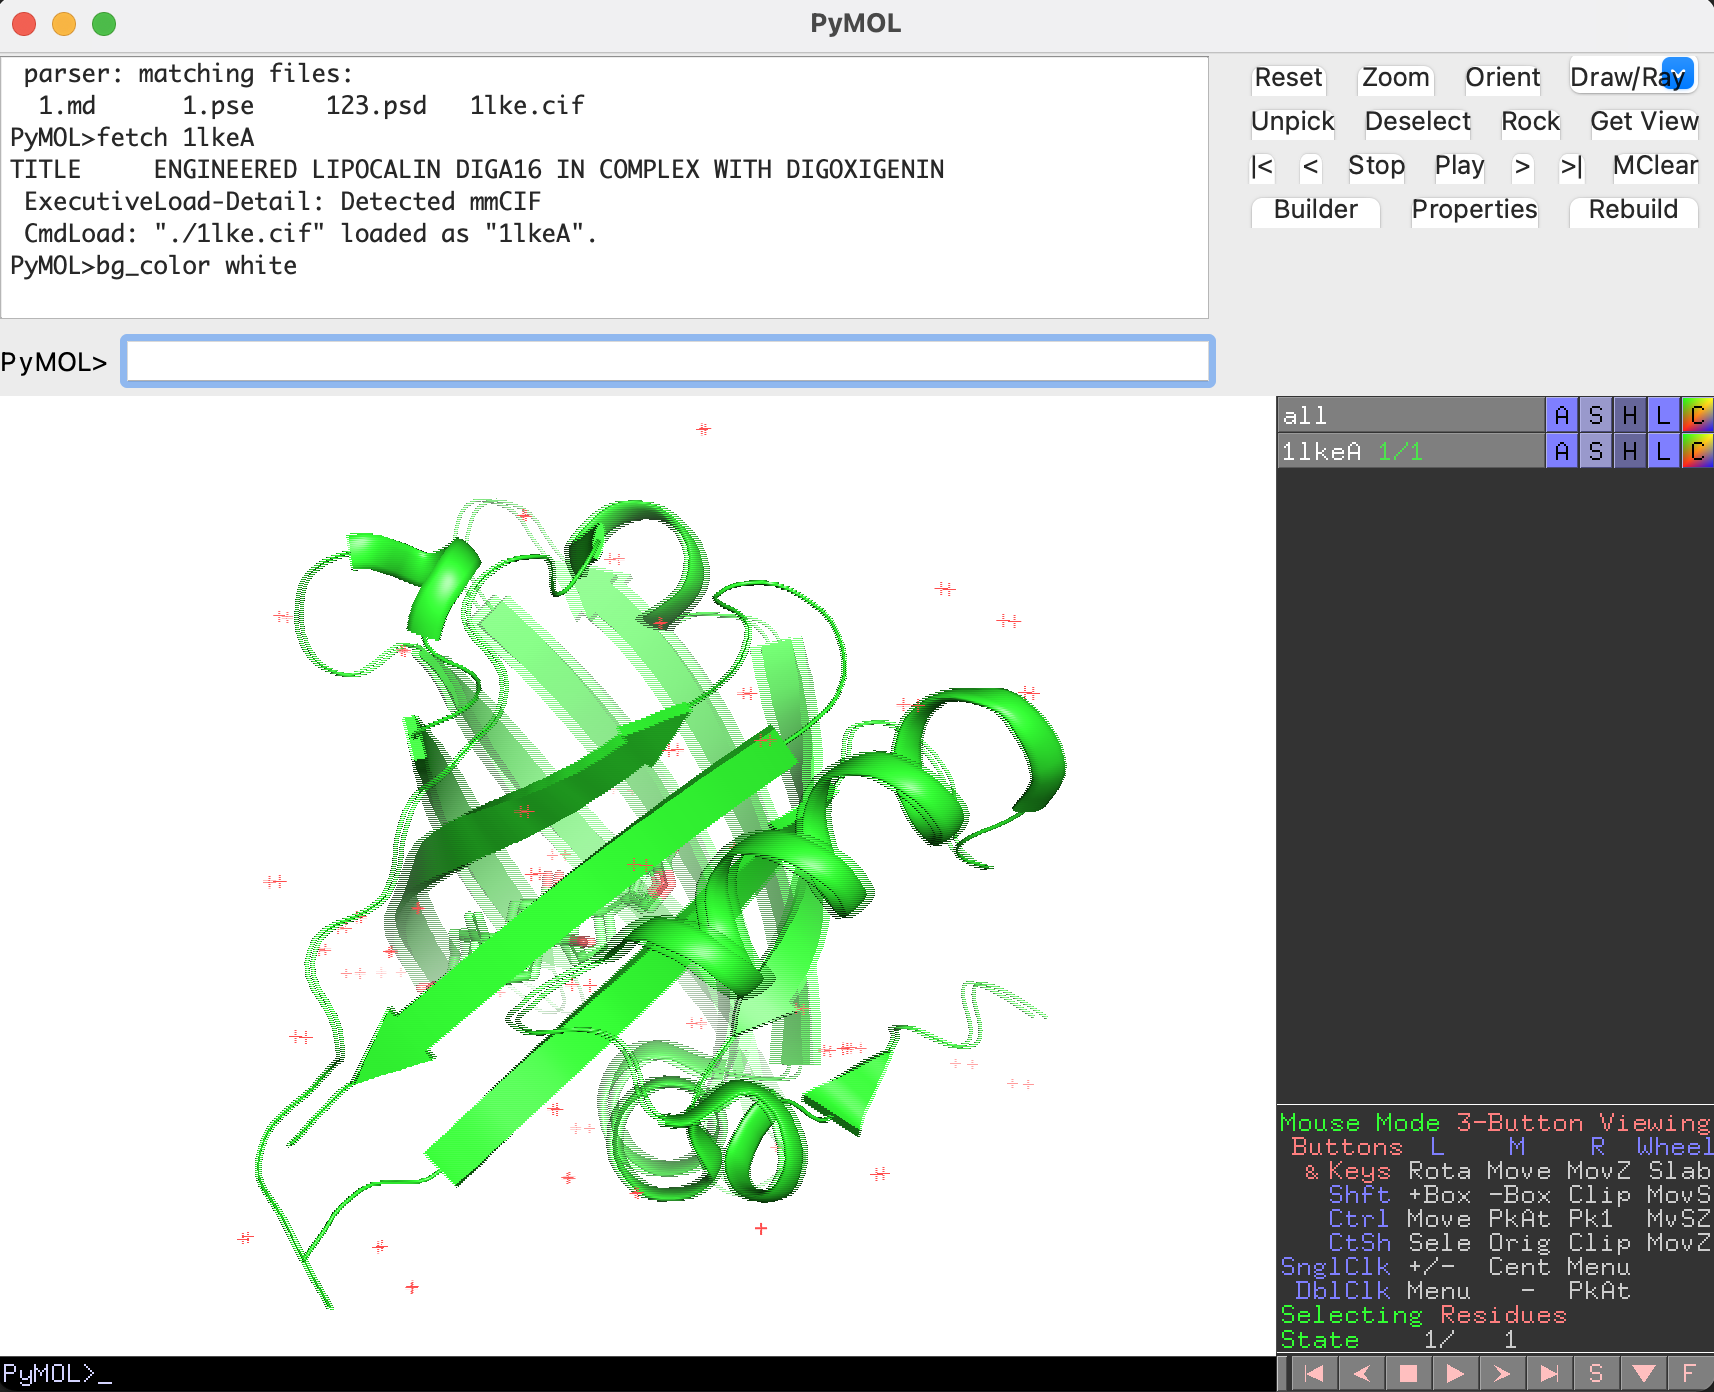 PyMOL
parser: matching files:
1.md 1.pse 123.psd 1lke.cif
PyMOL>fetch 1lkeA
TITLE ENGINEERED LIPOCALIN DIGA16 IN COMPLEX WITH DIGOXIGENIN
ExecutiveLoad-Detail: Detected mmCIF
CmdLoad: "./1lke.cif" loaded as "1lkeA".
PyMOL>bg_color white
Reset Zoom Orient Draw/Ray
Unpick Deselect Rock Get View
|< < Stop Play > >| MClear
Builder Properties Rebuild
PyMOL>
all A S H L C
1lkeA 1/1 A S H L C
Mouse Mode 3-Button Viewing
Buttons L M R Wheel
& Keys Rota Move MovZ Slab
Shft +Box -Box Clip MovS
Ctrl Move PkAt Pk1 MvSZ
CtSh Sele Orig Clip MovZ
SnglClk +/- Cent Menu
DblClk Menu - PkAt
Selecting Residues
State 1/ 1
PyMOL>_
S F